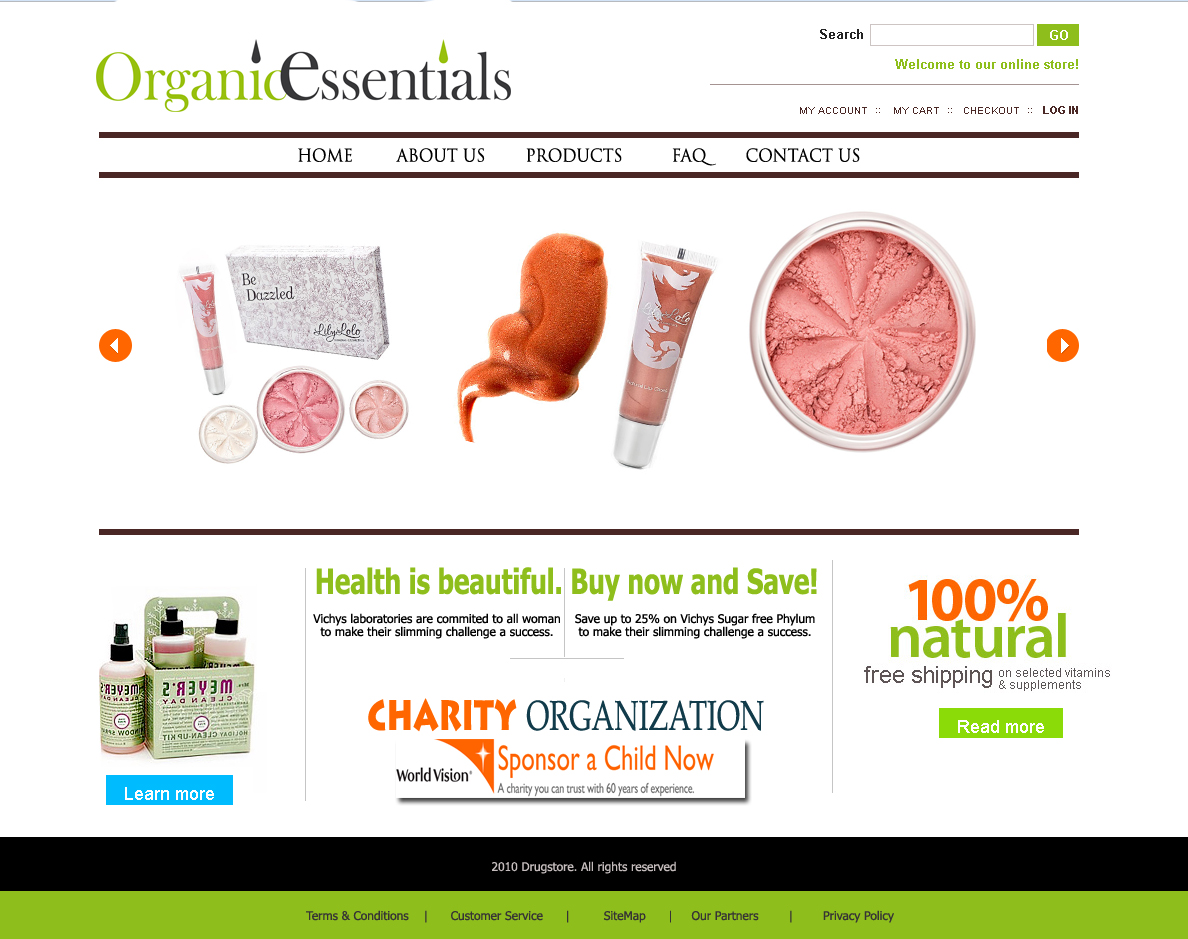 Search GO
Welcome to our online store!
OrganicEssentials
MY ACCOUNT :: MY CART :: CHECKOUT :: LOG IN
HOME ABOUT US PRODUCTS FAQ CONTACT US
Be
Dazzled
LilyLolo
Health is beautiful. Buy now and Save!
Vichys laboratories are commited to all woman
to make their slimming challenge a success.
Save up to 25% on Vichys Sugar free Phylum
to make their slimming challenge a success.
100%
natural
free shipping on selected vitamins
& supplements
Read more
MEYER'S
CLEAN DAY
HOLIDAY CLEAN-UP KIT
Learn more
CHARITY ORGANIZATION
World Vision® Sponsor a Child Now
A charity you can trust with 60 years of experience.
2010 Drugstore. All rights reserved
Terms & Conditions | Customer Service | SiteMap | Our Partners | Privacy Policy